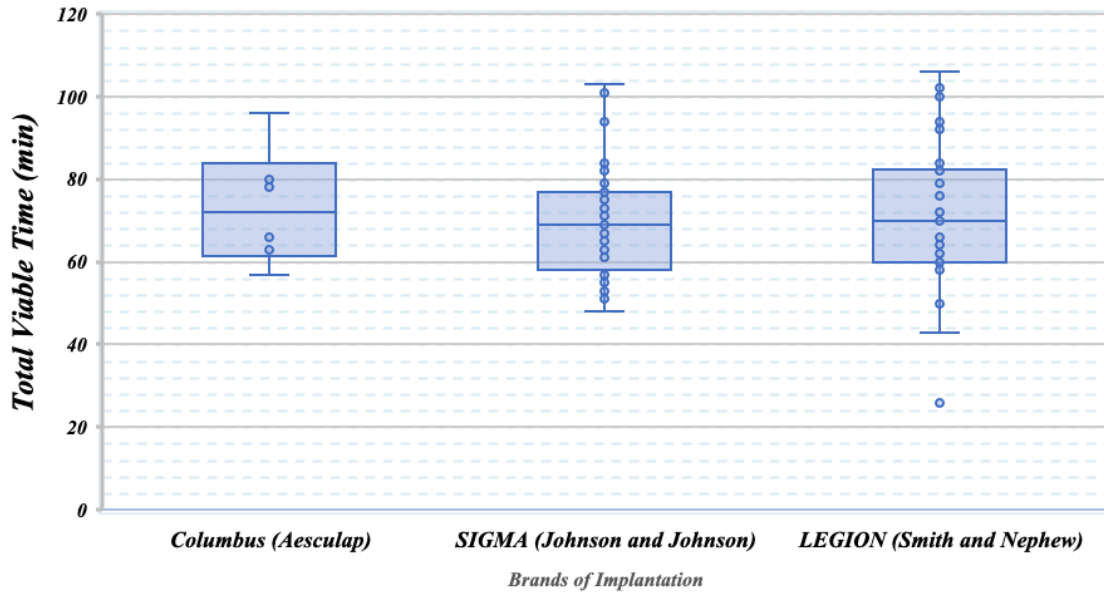 Total Viable Time (min)
120
100
80
60
40
20
0
Columbus (Aesculap)
SIGMA (Johnson and Johnson)
LEGION (Smith and Nephew)
Brands of Implantation